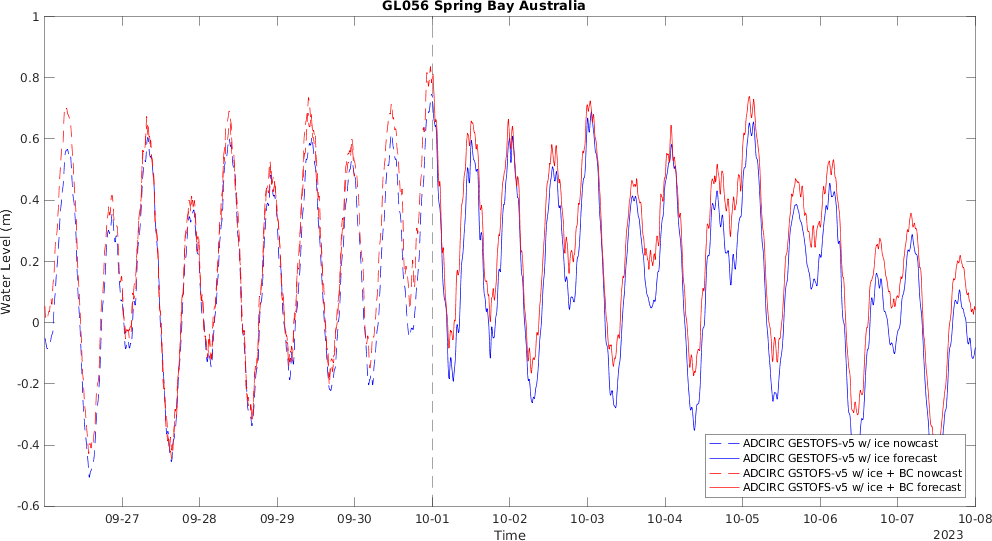 GL056 Spring Bay Australia
1
0.8
0.6
0.4
0.2
0
-0.2
-0.4
-0.6
Water Level (m)
ADCIRC GESTOFS-v5 w/ ice nowcast
ADCIRC GESTOFS-v5 w/ ice forecast
ADCIRC GSTOFS-v5 w/ ice + BC nowcast
ADCIRC GSTOFS-v5 w/ ice + BC forecast
09-27 09-28 09-29 09-30 10-01 10-02 10-03 10-04 10-05 10-06 10-07 10-08
Time
2023